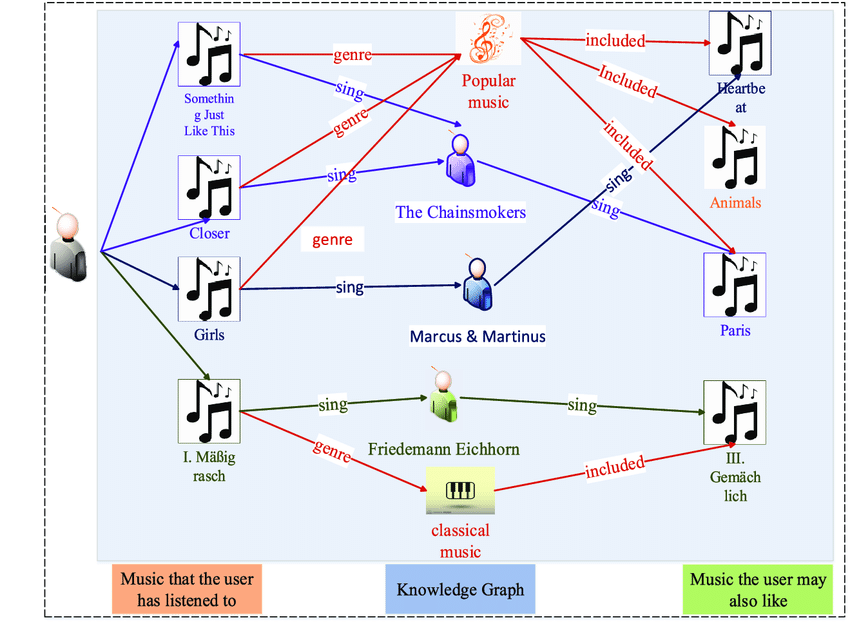 genre
included
Popular
music
sing
Included
Heartbe
at
Somethin
g Just
Like This
genre
included
sing
sing
Animals
The Chainsmokers
sing
Closer
genre
sing
Girls
Marcus & Martinus
Paris
sing
sing
Friedemann Eichhorn
I. Mäßig
rasch
genre
included
III.
Gemäch
lich
classical
music
Music that the user
has listened to
Knowledge Graph
Music the user may
also like